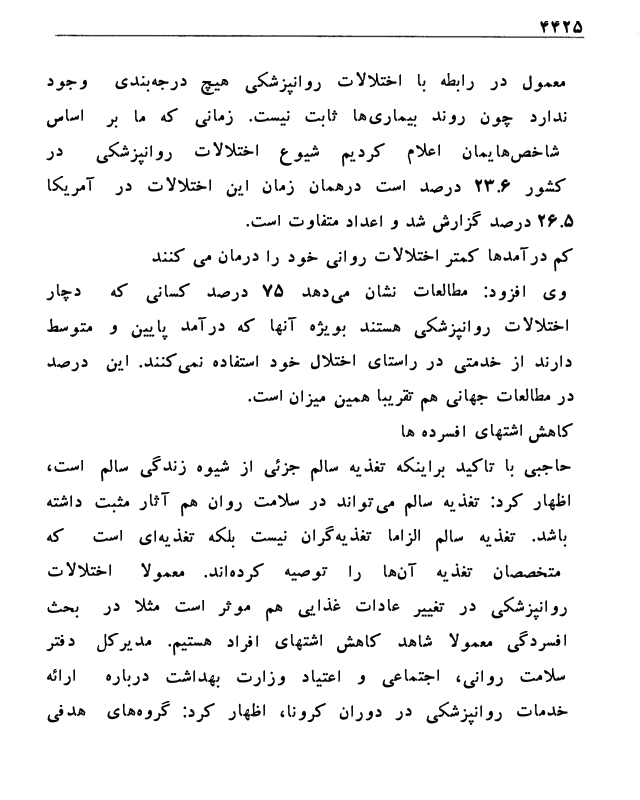 ۴۴۲۵
معمول در رابطه با اختلالات روانپزشکی هیچ درجه‌بندی وجود
ندارد چون روند بیماری‌ها ثابت نیست. زمانی که ما بر اساس
شاخص‌هایمان اعلام کردیم شیوع اختلالات روانپزشکی در
کشور ۲۳.۶ درصد است درهمان زمان این اختلالات در آمریکا
۲۶.۵ درصد گزارش شد و اعداد متفاوت است.
کم درآمدها کمتر اختلالات روانی خود را درمان می کنند
وی افزود: مطالعات نشان می‌دهد ۷۵ درصد کسانی که دچار
اختلالات روانپزشکی هستند بویژه آنها که درآمد پایین و متوسط
دارند از خدمتی در راستای اختلال خود استفاده نمی‌کنند. این درصد
در مطالعات جهانی هم تقریبا همین میزان است.
کاهش اشتهای افسرده ها
حاجبی با تاکید براینکه تغذیه سالم جزئی از شیوه زندگی سالم است،
اظهار کرد: تغذیه سالم می‌تواند در سلامت روان هم آثار مثبت داشته
باشد. تغذیه سالم الزاما تغذیه‌گران نیست بلکه تغذیه‌ای است که
متخصصان تغذیه آن‌ها را توصیه کرده‌اند. معمولا اختلالات
روانپزشکی در تغییر عادات غذایی هم موثر است مثلا در بحث
افسردگی معمولا شاهد کاهش اشتهای افراد هستیم. مدیرکل دفتر
سلامت روانی، اجتماعی و اعتیاد وزارت بهداشت درباره ارائه
خدمات روانپزشکی در دوران کرونا، اظهار کرد: گروه‌های هدفی